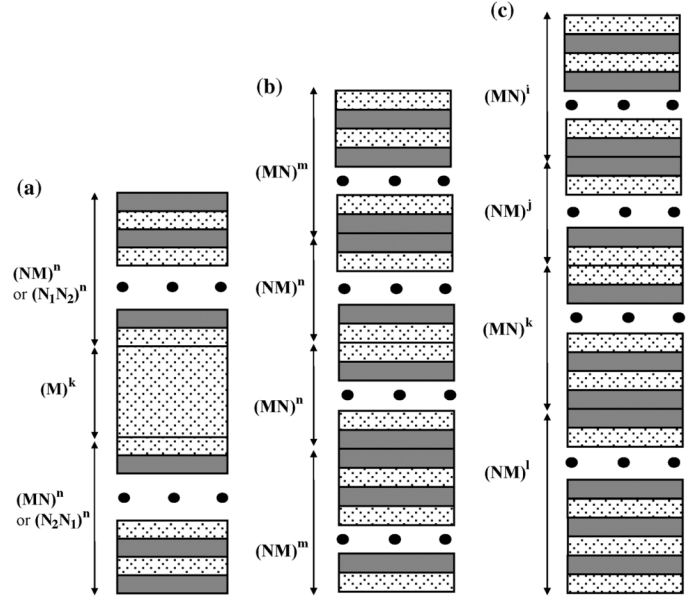 (a)
(NM)ⁿ
or (N₁N₂)ⁿ
(M)ᵏ
(MN)ⁿ
or (N₂N₁)ⁿ
(b)
(MN)ᵐ
(NM)ⁿ
(MN)ⁿ
(NM)ᵐ
(c)
(MN)ⁱ
(NM)ʲ
(MN)ᵏ
(NM)ˡ